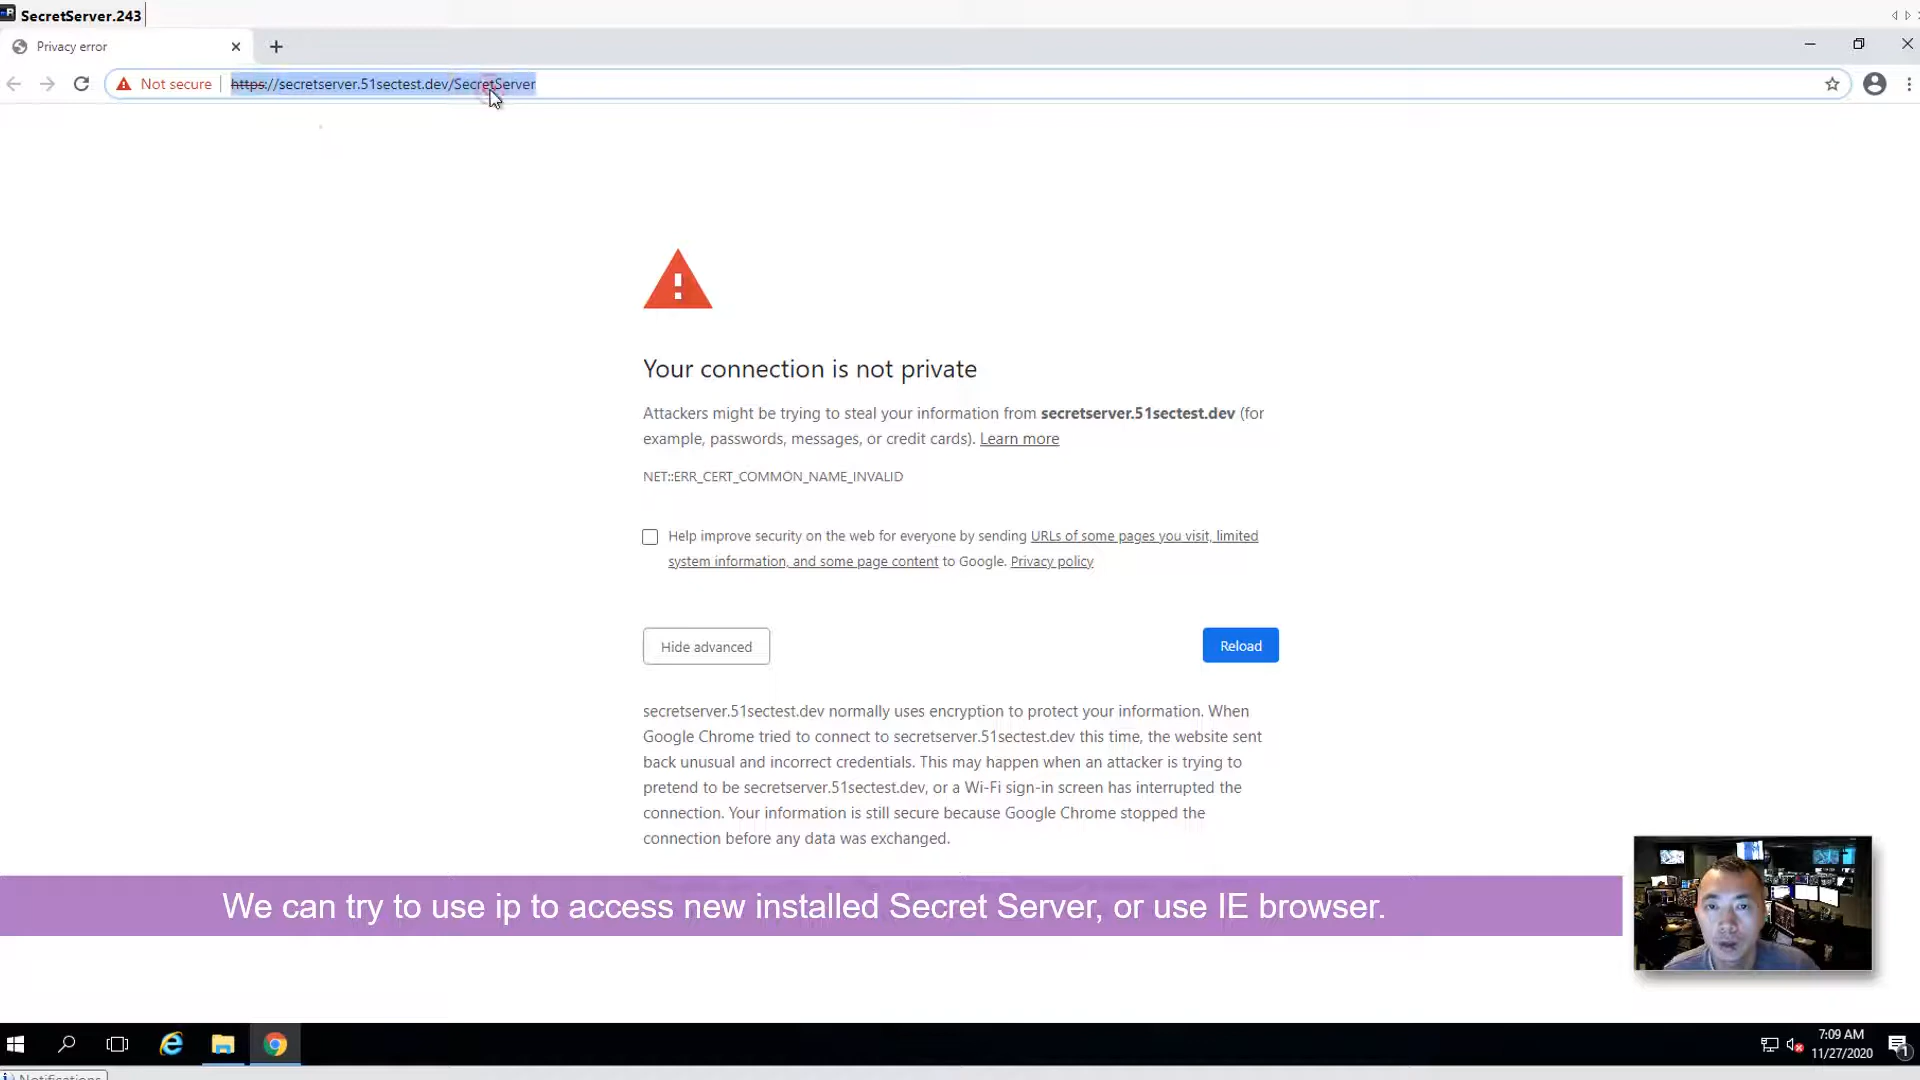 SecretServer.243
Privacy error
Not secure
https://secretserver.51sectest.dev/SecretServer
Your connection is not private
Attackers might be trying to steal your information from secretserver.51sectest.dev (for
example, passwords, messages, or credit cards). Learn more
NET::ERR_CERT_COMMON_NAME_INVALID
Help improve security on the web for everyone by sending URLs of some pages you visit, limited
system information, and some page content to Google. Privacy policy
Hide advanced
Reload
secretserver.51sectest.dev normally uses encryption to protect your information. When
Google Chrome tried to connect to secretserver.51sectest.dev this time, the website sent
back unusual and incorrect credentials. This may happen when an attacker is trying to
pretend to be secretserver.51sectest.dev, or a Wi-Fi sign-in screen has interrupted the
connection. Your information is still secure because Google Chrome stopped the
connection before any data was exchanged.
We can try to use ip to access new installed Secret Server, or use IE browser.
7:09 AM
11/27/2020
1
Notifications